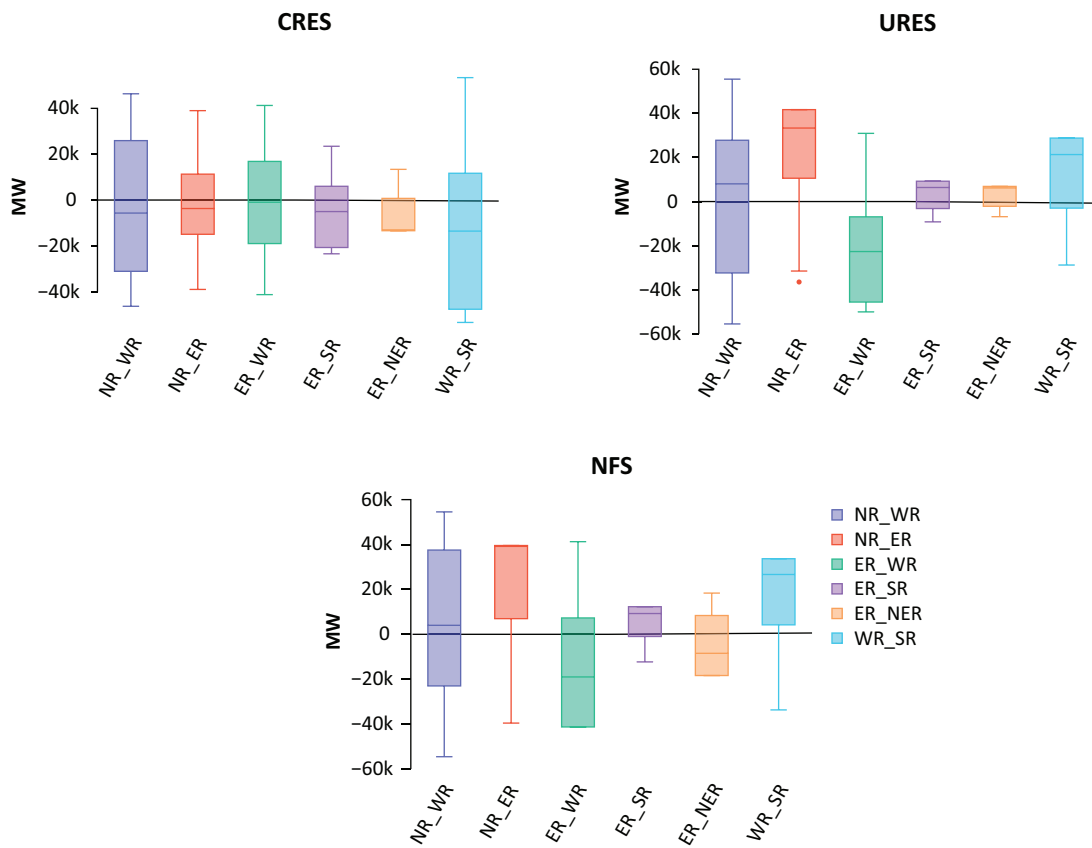 CRES
MW
40k
20k
0
−20k
−40k
NR_WR
NR_ER
ER_WR
ER_SR
ER_NER
WR_SR
URES
MW
60k
40k
20k
0
−20k
−40k
−60k
NR_WR
NR_ER
ER_WR
ER_SR
ER_NER
WR_SR
NFS
MW
60k
40k
20k
0
−20k
−40k
−60k
NR_WR
NR_ER
ER_WR
ER_SR
ER_NER
WR_SR
NR_WR
NR_ER
ER_WR
ER_SR
ER_NER
WR_SR